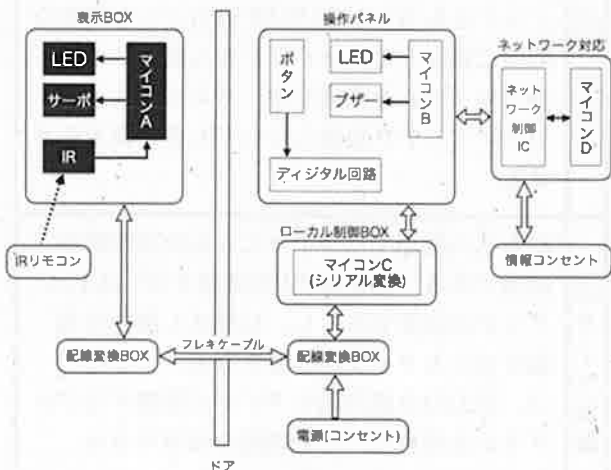 表示BOX
LED
サーボ
IR
マイコンA
IRリモコン
配線変換BOX
フレキケーブル
ドア
操作パネル
ボタン
LED
ブザー
マイコンB
ディジタル回路
ローカル制御BOX
マイコンC
(シリアル変換)
配線変換BOX
電源(コンセント)
ネットワーク対応
ネット
ワーク
制御
IC
マイコンD
情報コンセント